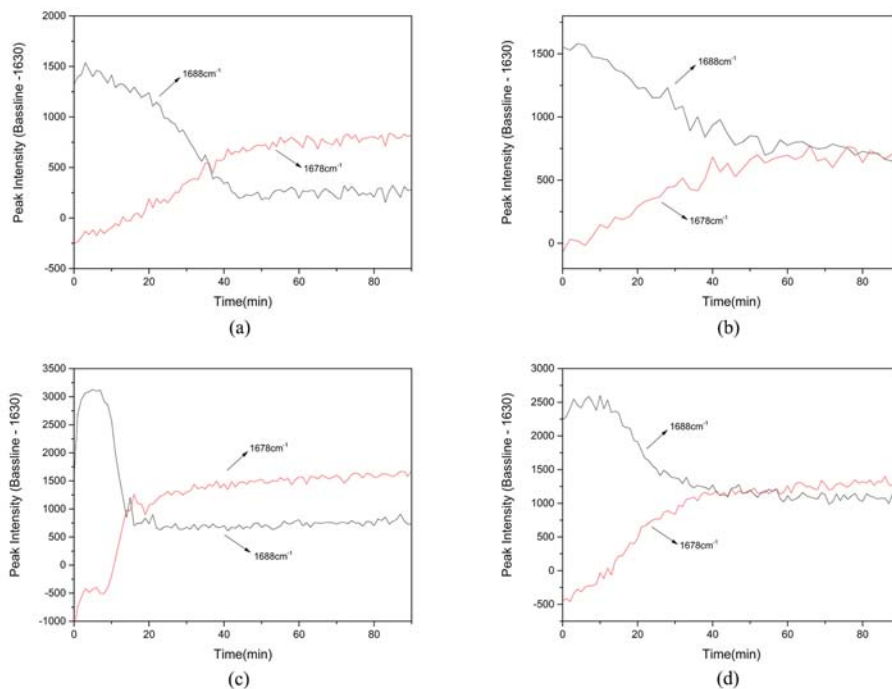 2000
1500
1000
500
0
-500
0 20 40 60 80
Peak Intensity (Bassline -1630)
Time(min)
1688cm⁻¹
1678cm⁻¹
(a)
1500
1000
500
0
0 20 40 60 80
Peak Intensity (Bassline - 1630)
Time(min)
1688cm⁻¹
1678cm⁻¹
(b)
3500
3000
2500
2000
1500
1000
500
0
-500
-1000
0 20 40 60 80
Peak Intensity (Bassline - 1630)
Time(min)
1678cm⁻¹
1688cm⁻¹
(c)
3000
2500
2000
1500
1000
500
0
-500
0 20 40 60 80
Peak Intensity (Bassline - 1630)
Time(min)
1688cm⁻¹
1678cm⁻¹
(d)